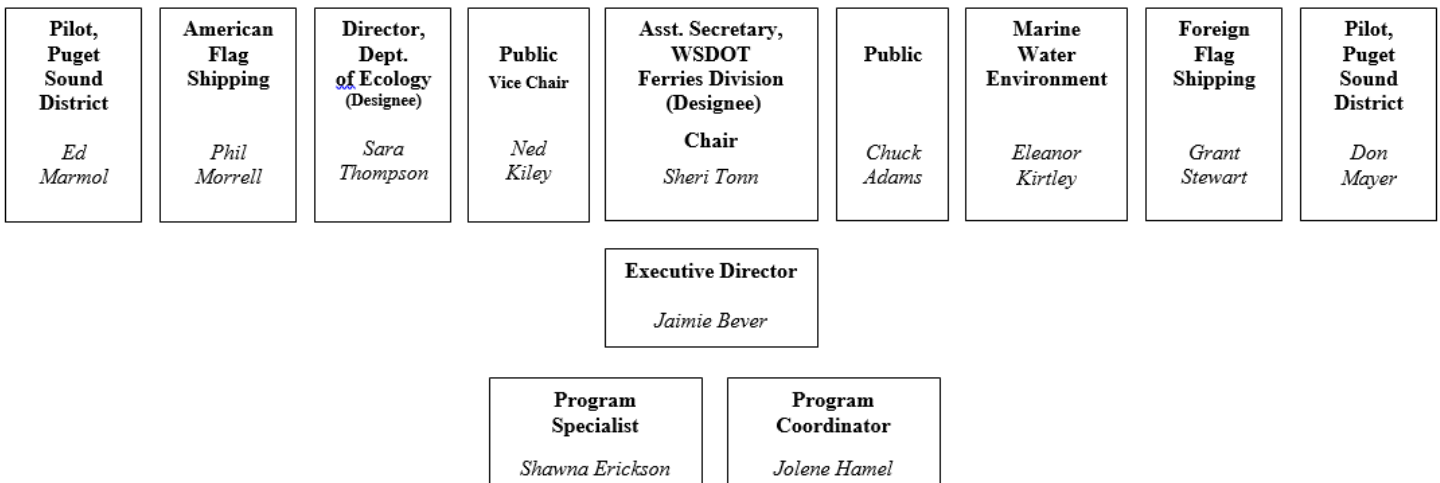 Pilot,
Puget
Sound
District
Ed
Marmol
American
Flag
Shipping
Phil
Morrell
Director,
Dept.
of Ecology
(Designee)
Sara
Thompson
Public
Vice Chair
Ned
Kiley
Asst. Secretary,
WSDOT
Ferries Division
(Designee)
Chair
Sheri Tonn
Public
Chuck
Adams
Marine
Water
Environment
Eleanor
Kirtley
Foreign
Flag
Shipping
Grant
Stewart
Pilot,
Puget
Sound
District
Don
Mayer
Executive Director
Jaimie Bever
Program
Specialist
Shawna Erickson
Program
Coordinator
Jolene Hamel